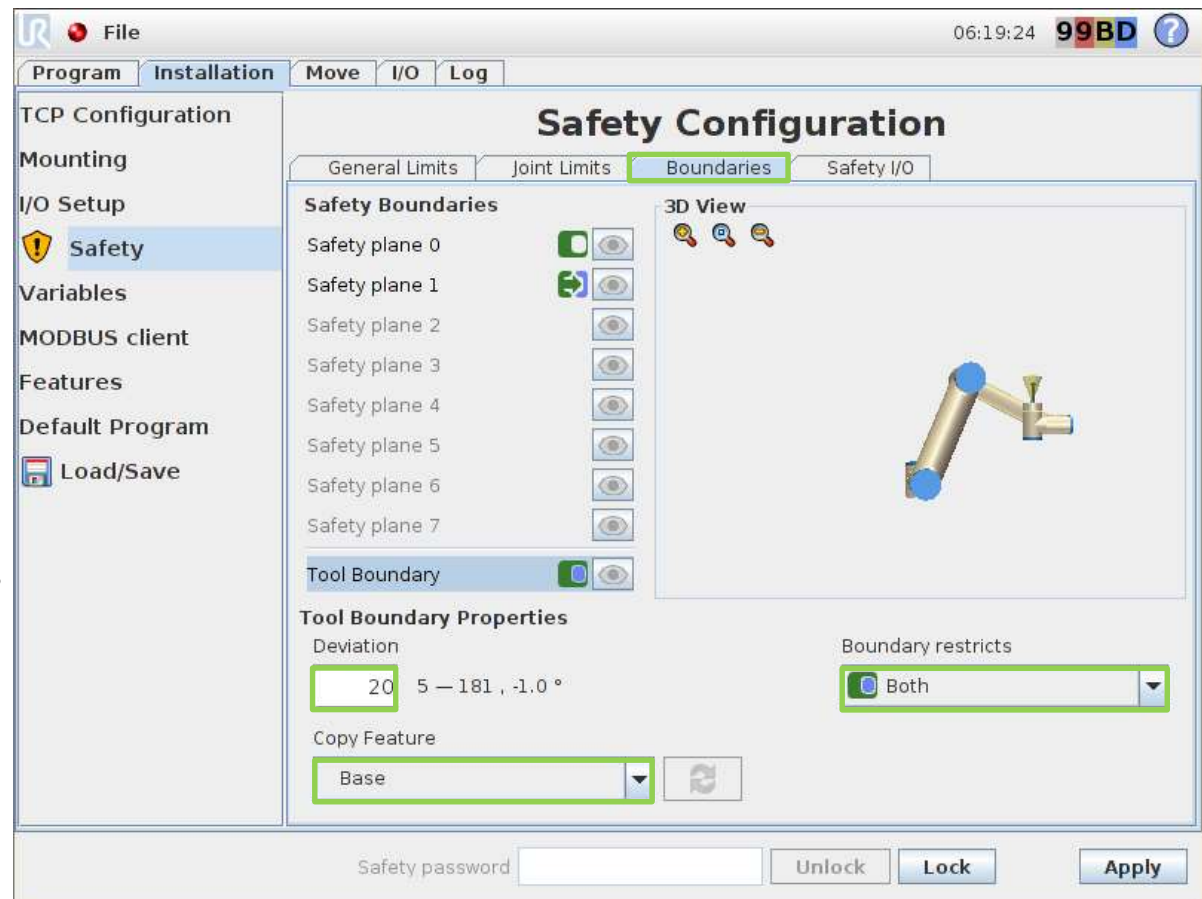 File 06:19:24 99BD ?
Program Installation Move I/O Log
TCP Configuration
Mounting
I/O Setup
Safety
Variables
MODBUS client
Features
Default Program
Load/Save
Safety Configuration
General Limits Joint Limits Boundaries Safety I/O
Safety Boundaries
Safety plane 0
Safety plane 1
Safety plane 2
Safety plane 3
Safety plane 4
Safety plane 5
Safety plane 6
Safety plane 7
Tool Boundary
3D View
Tool Boundary Properties
Deviation
20 5 — 181 , -1.0 °
Boundary restricts
Both
Copy Feature
Base
Safety password Unlock Lock Apply